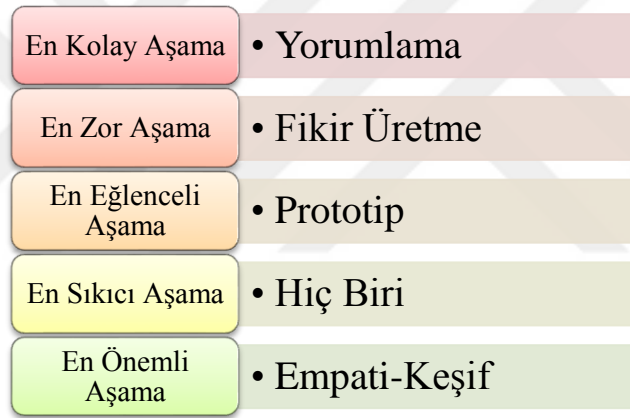 En Kolay Aşama
• Yorumlama
En Zor Aşama
• Fikir Üretme
En Eğlenceli
Aşama
• Prototip
En Sıkıcı Aşama
• Hiç Biri
En Önemli
Aşama
• Empati-Keşif